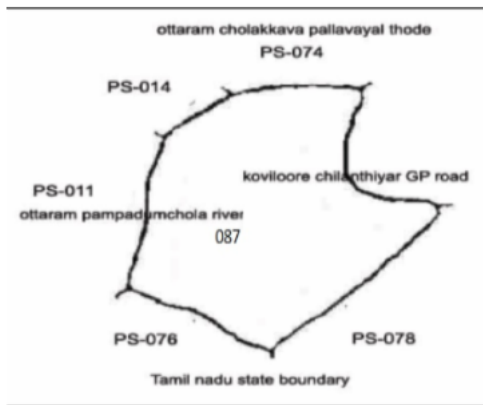 ottaram cholakkava pallavayal thode
PS-074
PS-014
koviloore chilanthiyar GP road
PS-011
ottaram pampadumchola river
087
PS-076
PS-078
Tamil nadu state boundary